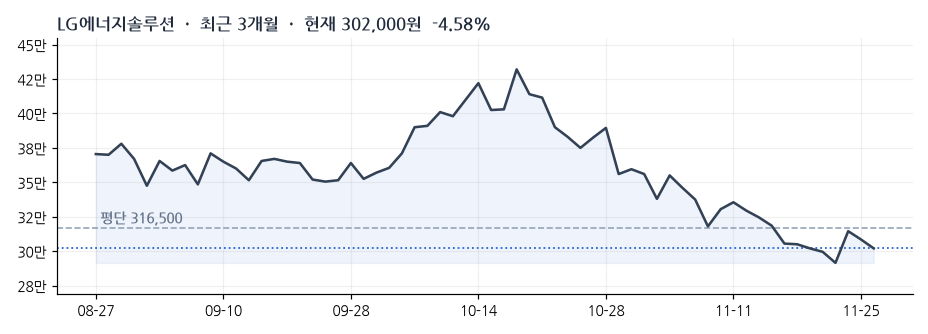 LG에너지솔루션 · 최근 3개월 · 현재 302,000원 -4.58%
45만
42만
40만
38만
35만
32만
30만
28만
평단 316,500
08-27 09-10 09-28 10-14 10-28 11-11 11-25